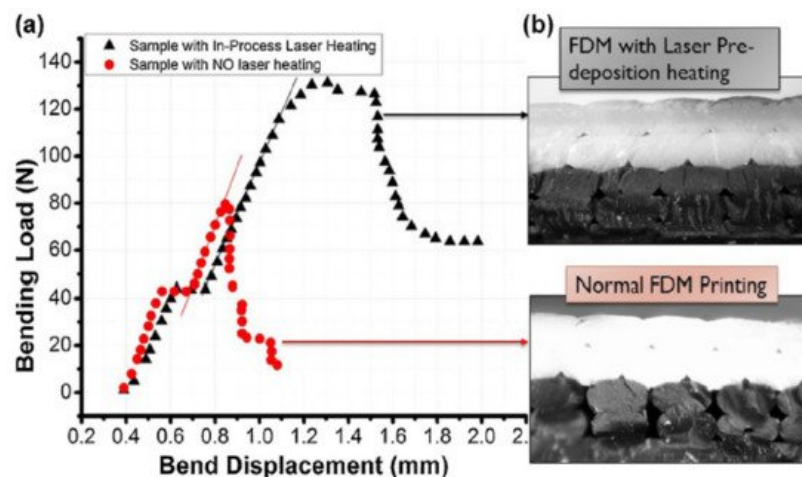 (a)
Sample with In-Process Laser Heating
Sample with NO laser heating
Bending Load (N)
140
120
100
80
60
40
20
0
0.2 0.4 0.6 0.8 1.0 1.2 1.4 1.6 1.8 2.0 2.
Bend Displacement (mm)
(b)
FDM with Laser Pre-
deposition heating
Normal FDM Printing